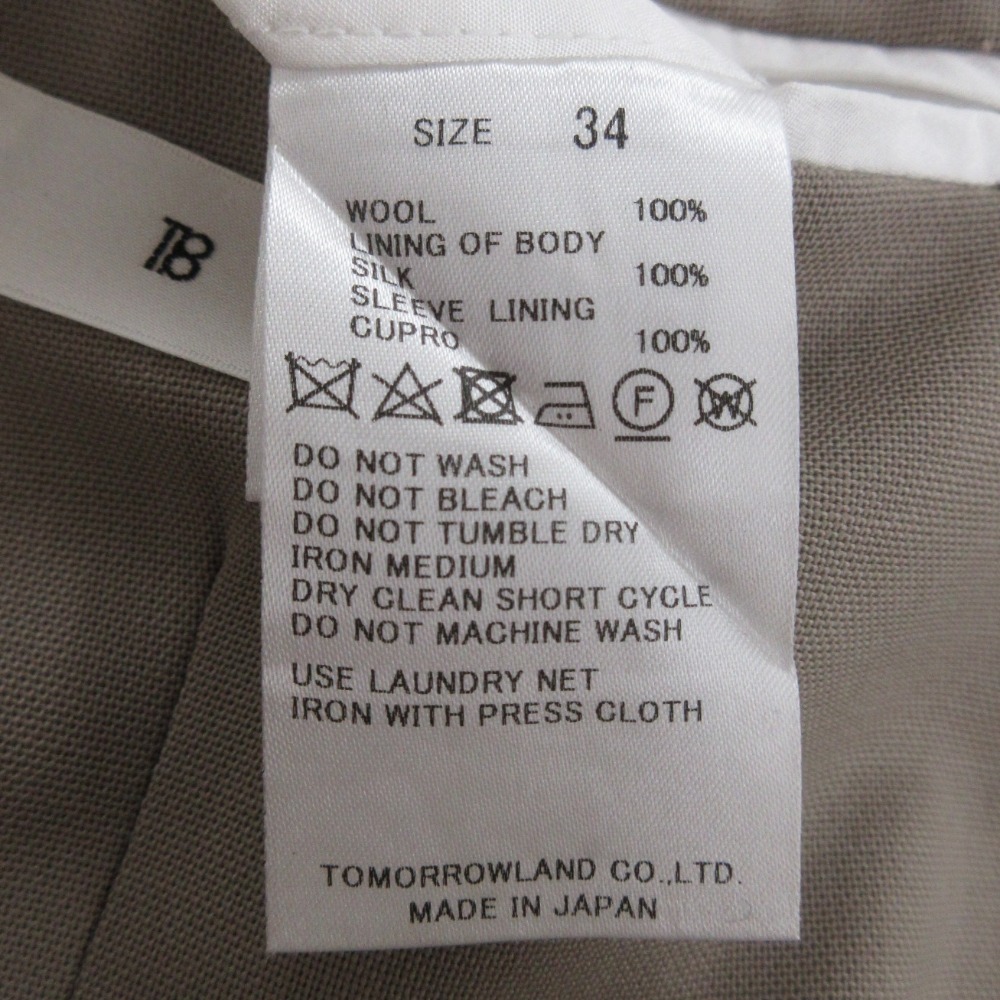 SIZE 34
TB
WOOL 100%
LINING OF BODY
SILK 100%
SLEEVE LINING
CUPRO 100%
F W
DO NOT WASH
DO NOT BLEACH
DO NOT TUMBLE DRY
IRON MEDIUM
DRY CLEAN SHORT CYCLE
DO NOT MACHINE WASH
USE LAUNDRY NET
IRON WITH PRESS CLOTH
TOMORROWLAND CO.,LTD.
MADE IN JAPAN